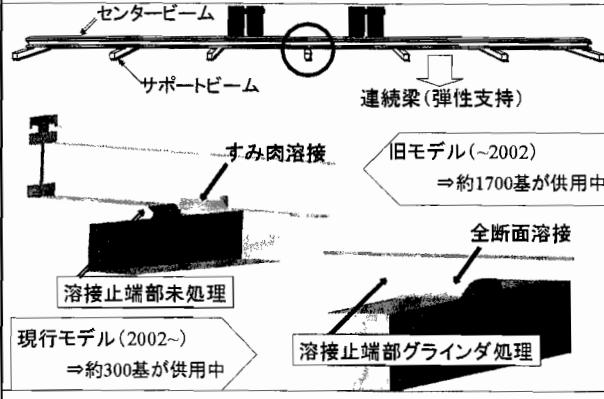 センタービーム
サポートビーム
連続梁(弾性支持)
すみ肉溶接
旧モデル(~2002)
⇒約1700基が供用中
全断面溶接
溶接止端部未処理
現行モデル(2002~)
⇒約300基が供用中
溶接止端部グラインダ処理